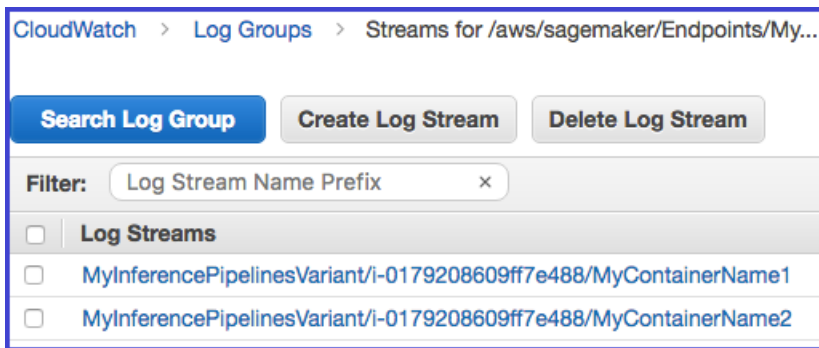 CloudWatch > Log Groups > Streams for /aws/sagemaker/Endpoints/My...
Search Log Group Create Log Stream Delete Log Stream
Filter: Log Stream Name Prefix ×
Log Streams
MyInferencePipelinesVariant/i-0179208609ff7e488/MyContainerName1
MyInferencePipelinesVariant/i-0179208609ff7e488/MyContainerName2